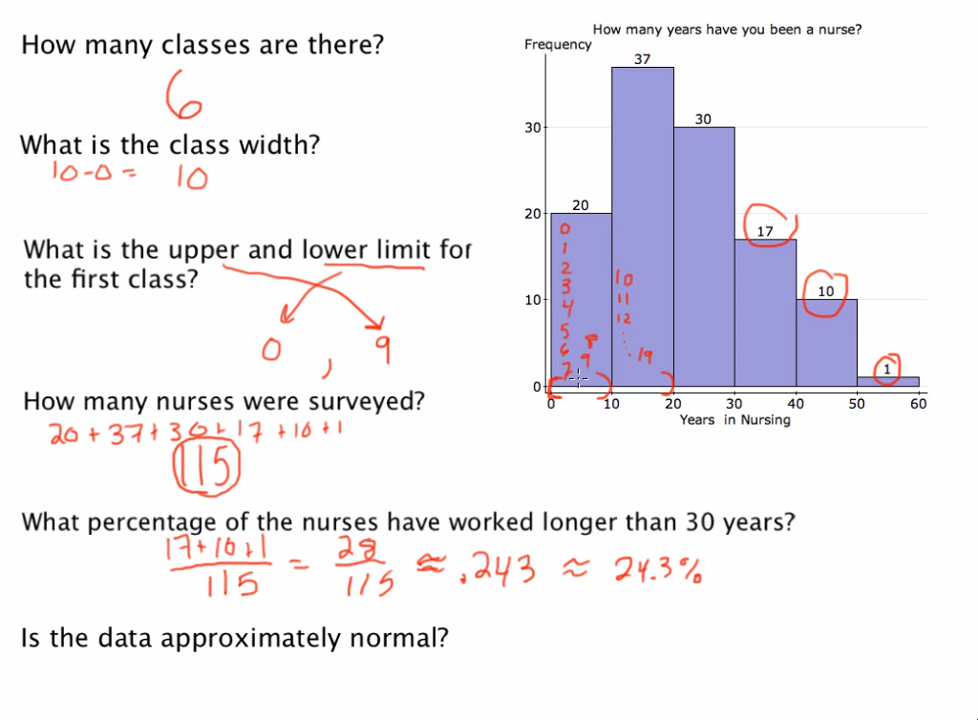 How many classes are there?
6
What is the class width?
10-0= 10
What is the upper and lower limit for
the first class?
0 , 9
How many nurses were surveyed?
20+37+30+17+10+1
115
What percentage of the nurses have worked longer than 30 years?
17+10+1
115
=
28
115
≈ .243 ≈ 24.3%
Is the data approximately normal?
How many years have you been a nurse?
Frequency
37
30
20
17
10
1
30
20
10
0
0
1
2
3
4
5
6
7
8
9
10
11
12
19
0 10 20 30 40 50 60
Years in Nursing